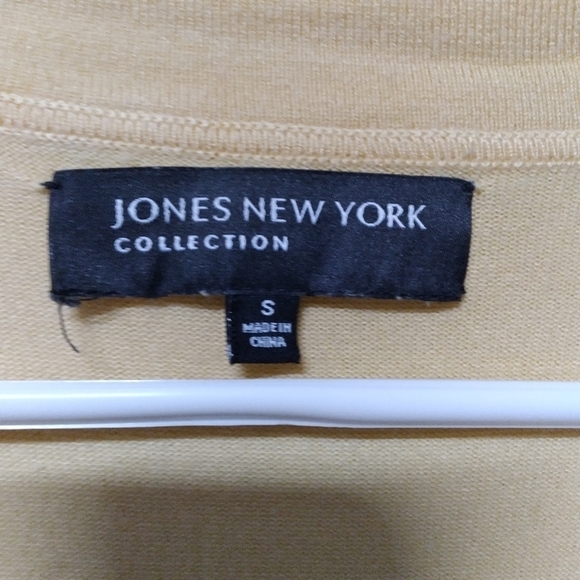 JONES NEW YORK
COLLECTION
S
MADE IN
CHINA